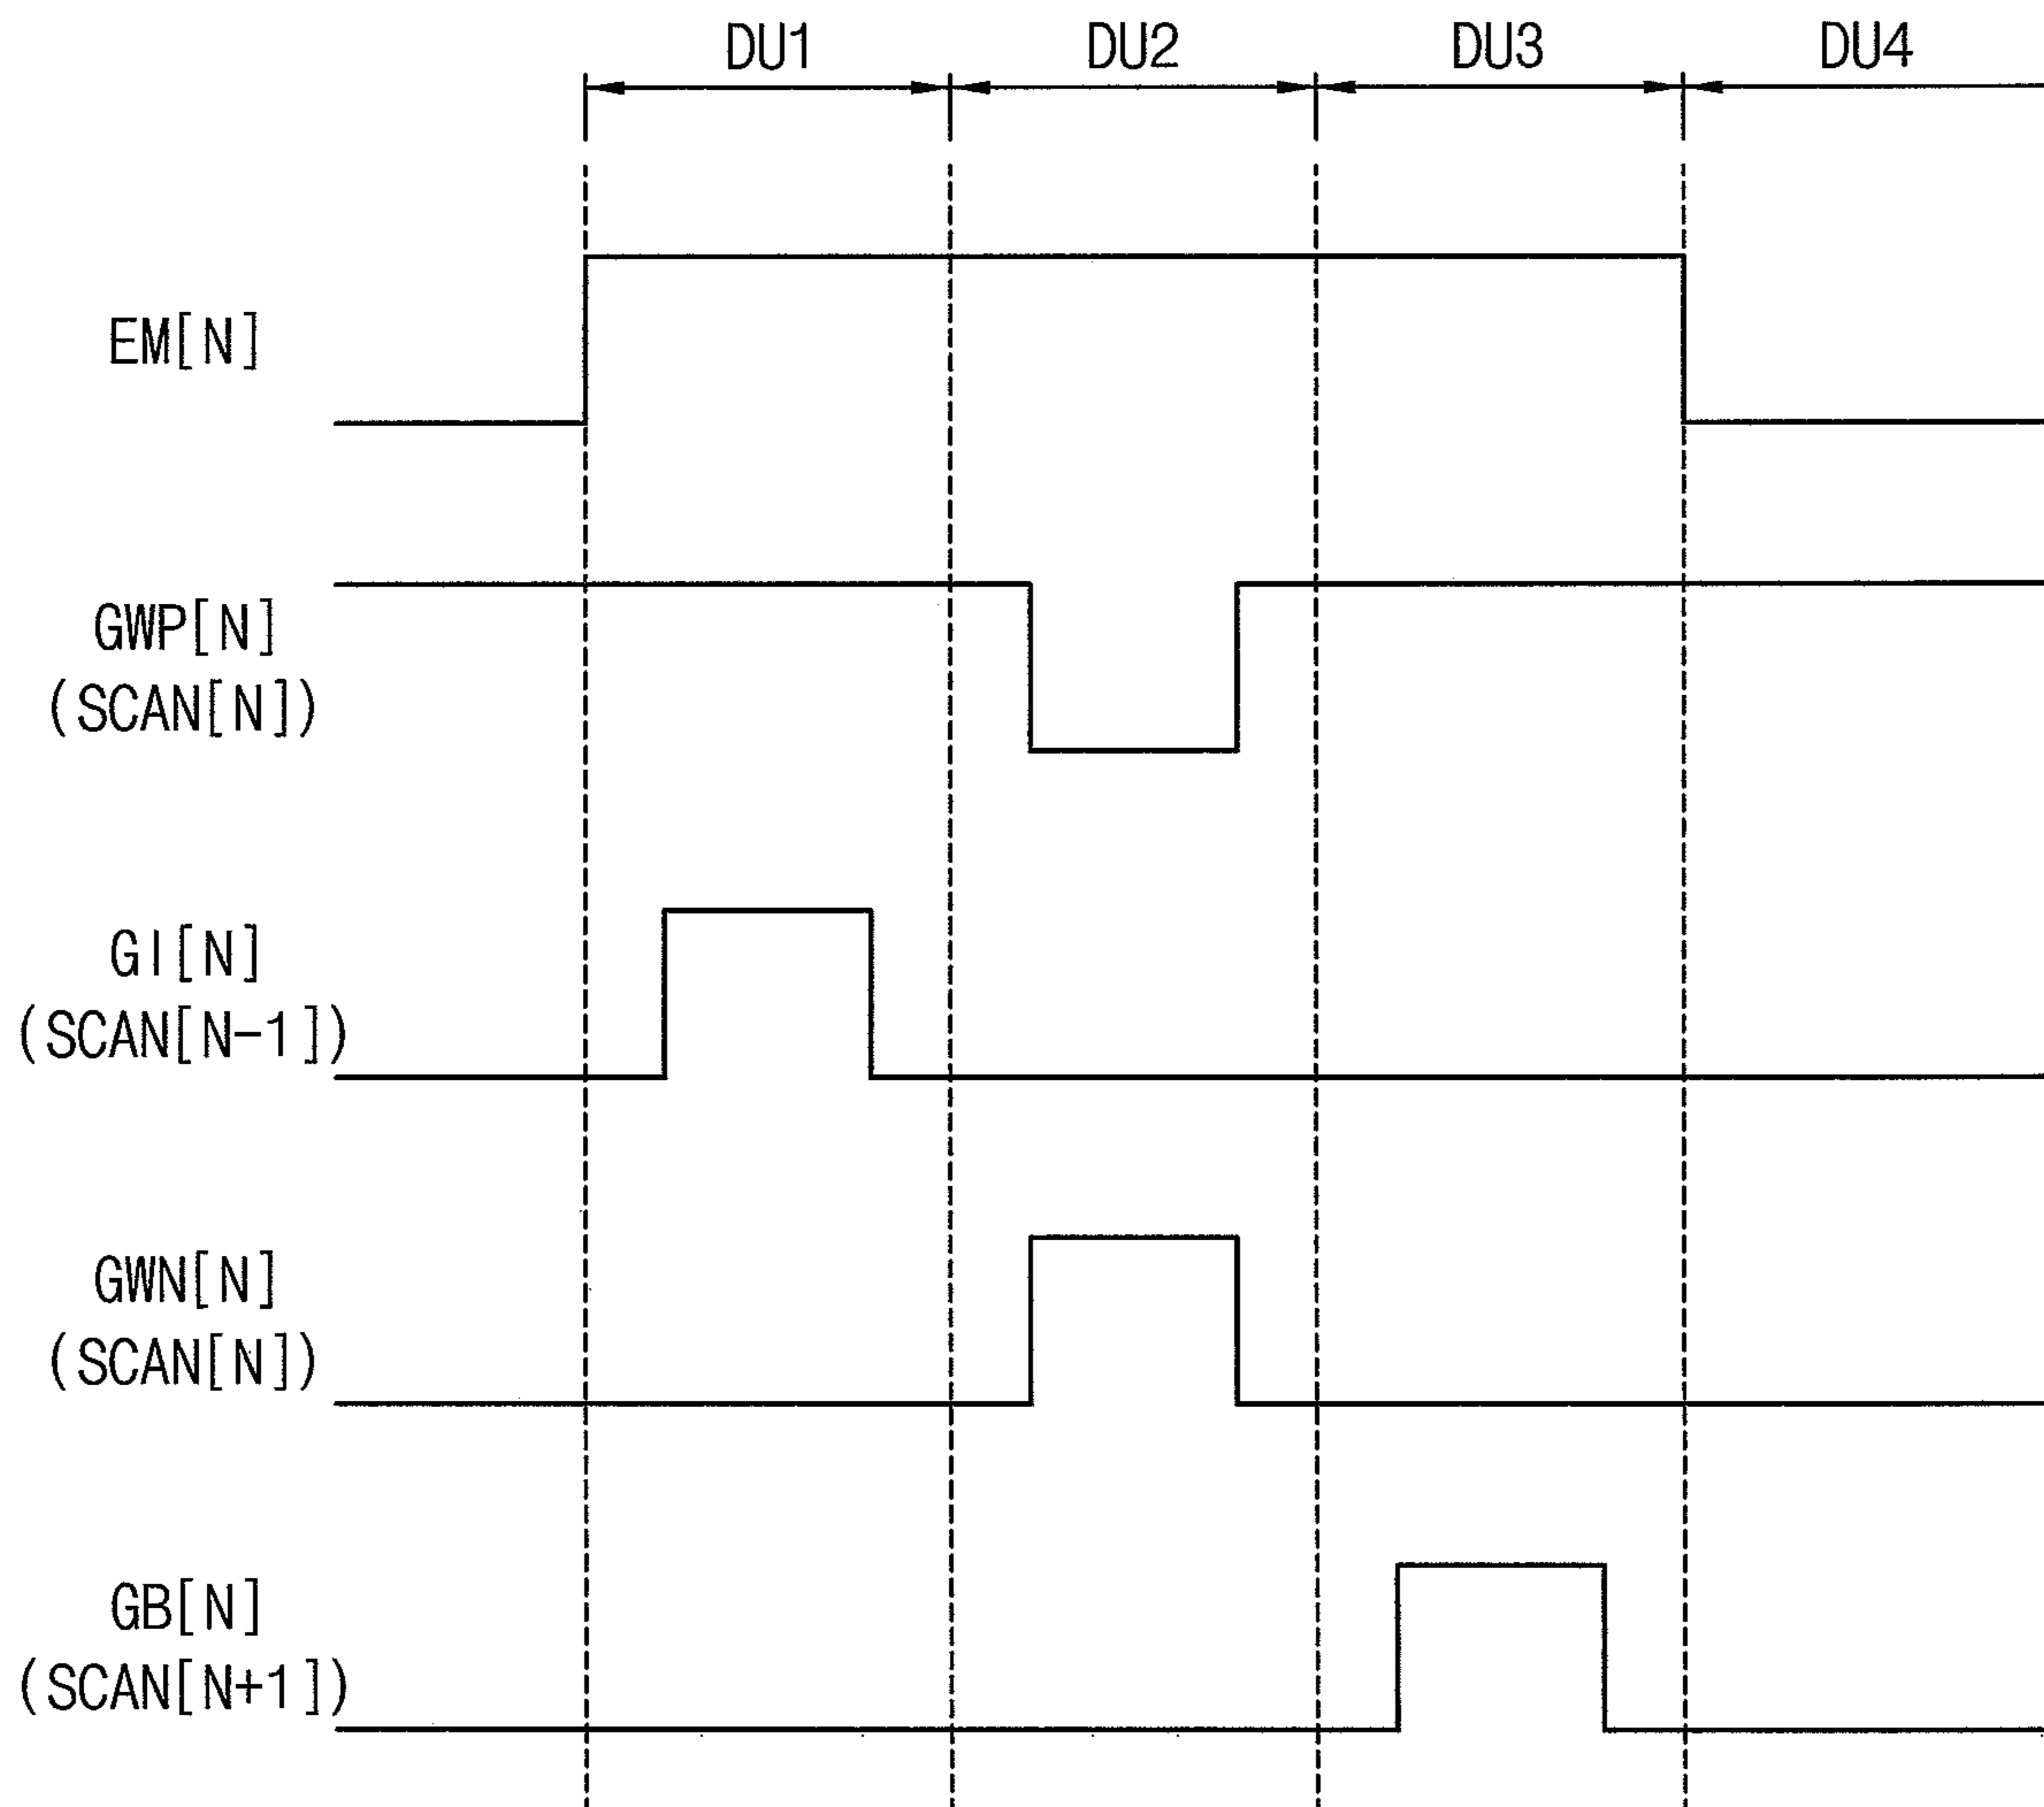 DU1 DU2 DU3 DU4
EM[N]
GWP[N]
(SCAN[N])
GI[N]
(SCAN[N-1])
GWN[N]
(SCAN[N])
GB[N]
(SCAN[N+1])